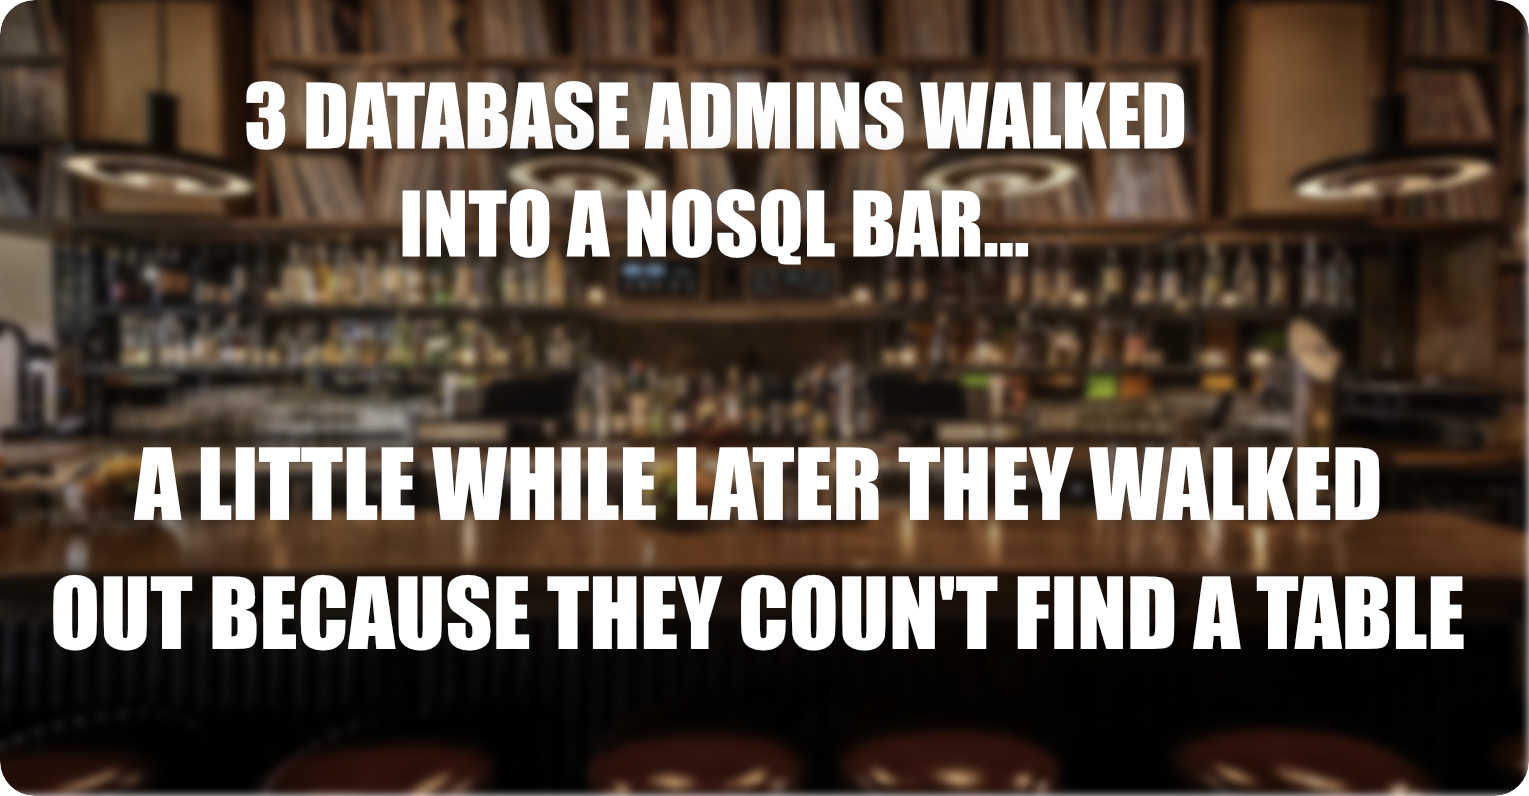 3 DATABASE ADMINS WALKED
INTO A NOSQL BAR...
A LITTLE WHILE LATER THEY WALKED
OUT BECAUSE THEY COUN'T FIND A TABLE